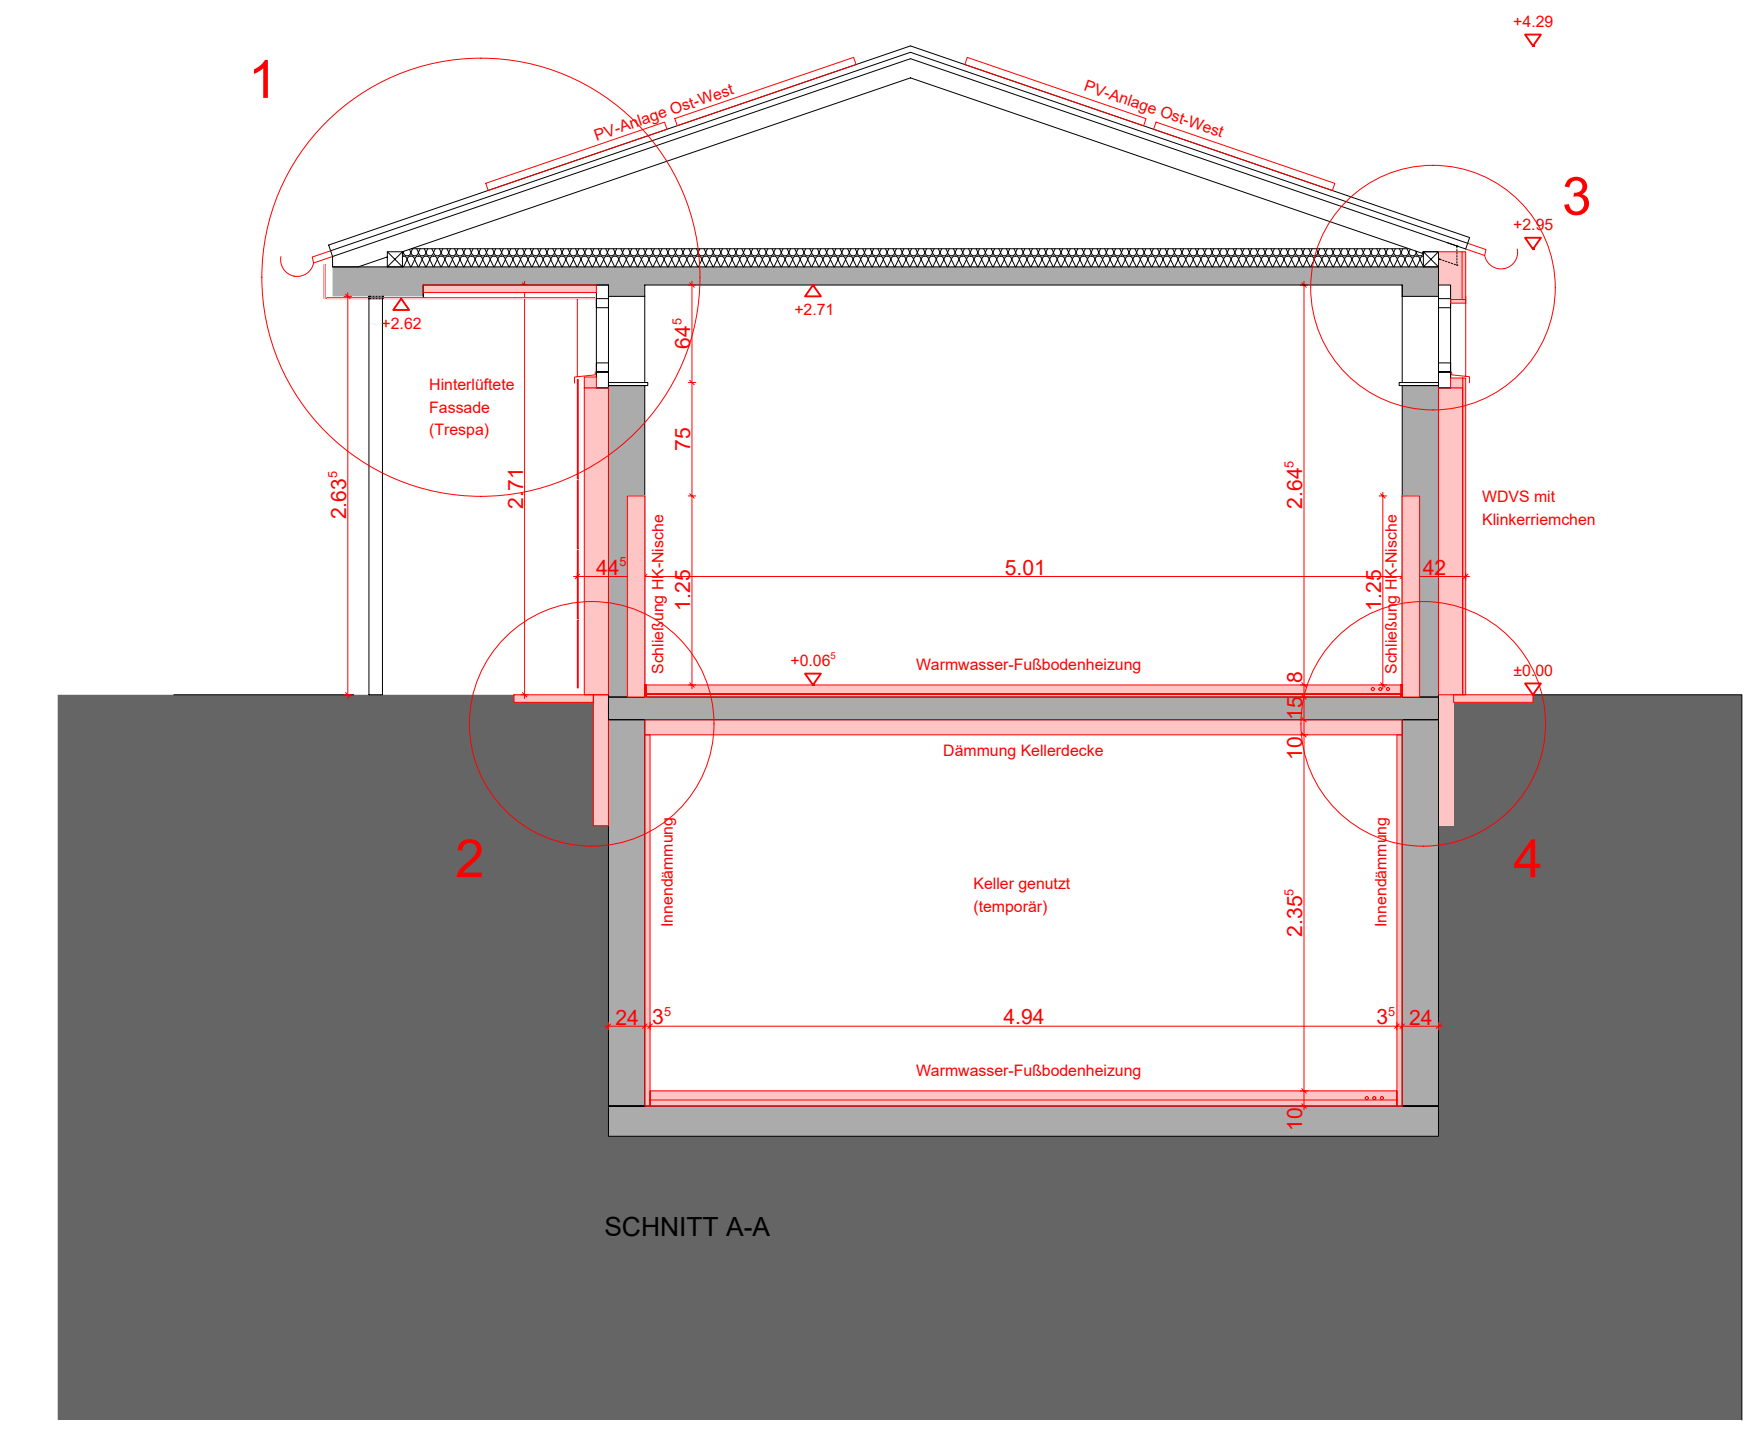 +4.29
1
PV-Anlage Ost-West
PV-Anlage Ost-West
3
+2.95
+2.62
+2.71
64⁵
Hinterlüftete
Fassade
(Trespa)
75
2.63⁵
2.71
2.64⁵
WDVS mit
Klinkerriemchen
Schließung HK-Nische
Schließung HK-Nische
44⁵
5.01
42
1.25
1.25
+0.06⁵
Warmwasser-Fußbodenheizung
8
±0.00
15
10
Dämmung Kellerdecke
2
Innendämmung
Innendämmung
4
Keller genutzt
(temporär)
2.35⁵
24
3⁵
4.94
3⁵
24
Warmwasser-Fußbodenheizung
10
SCHNITT A-A